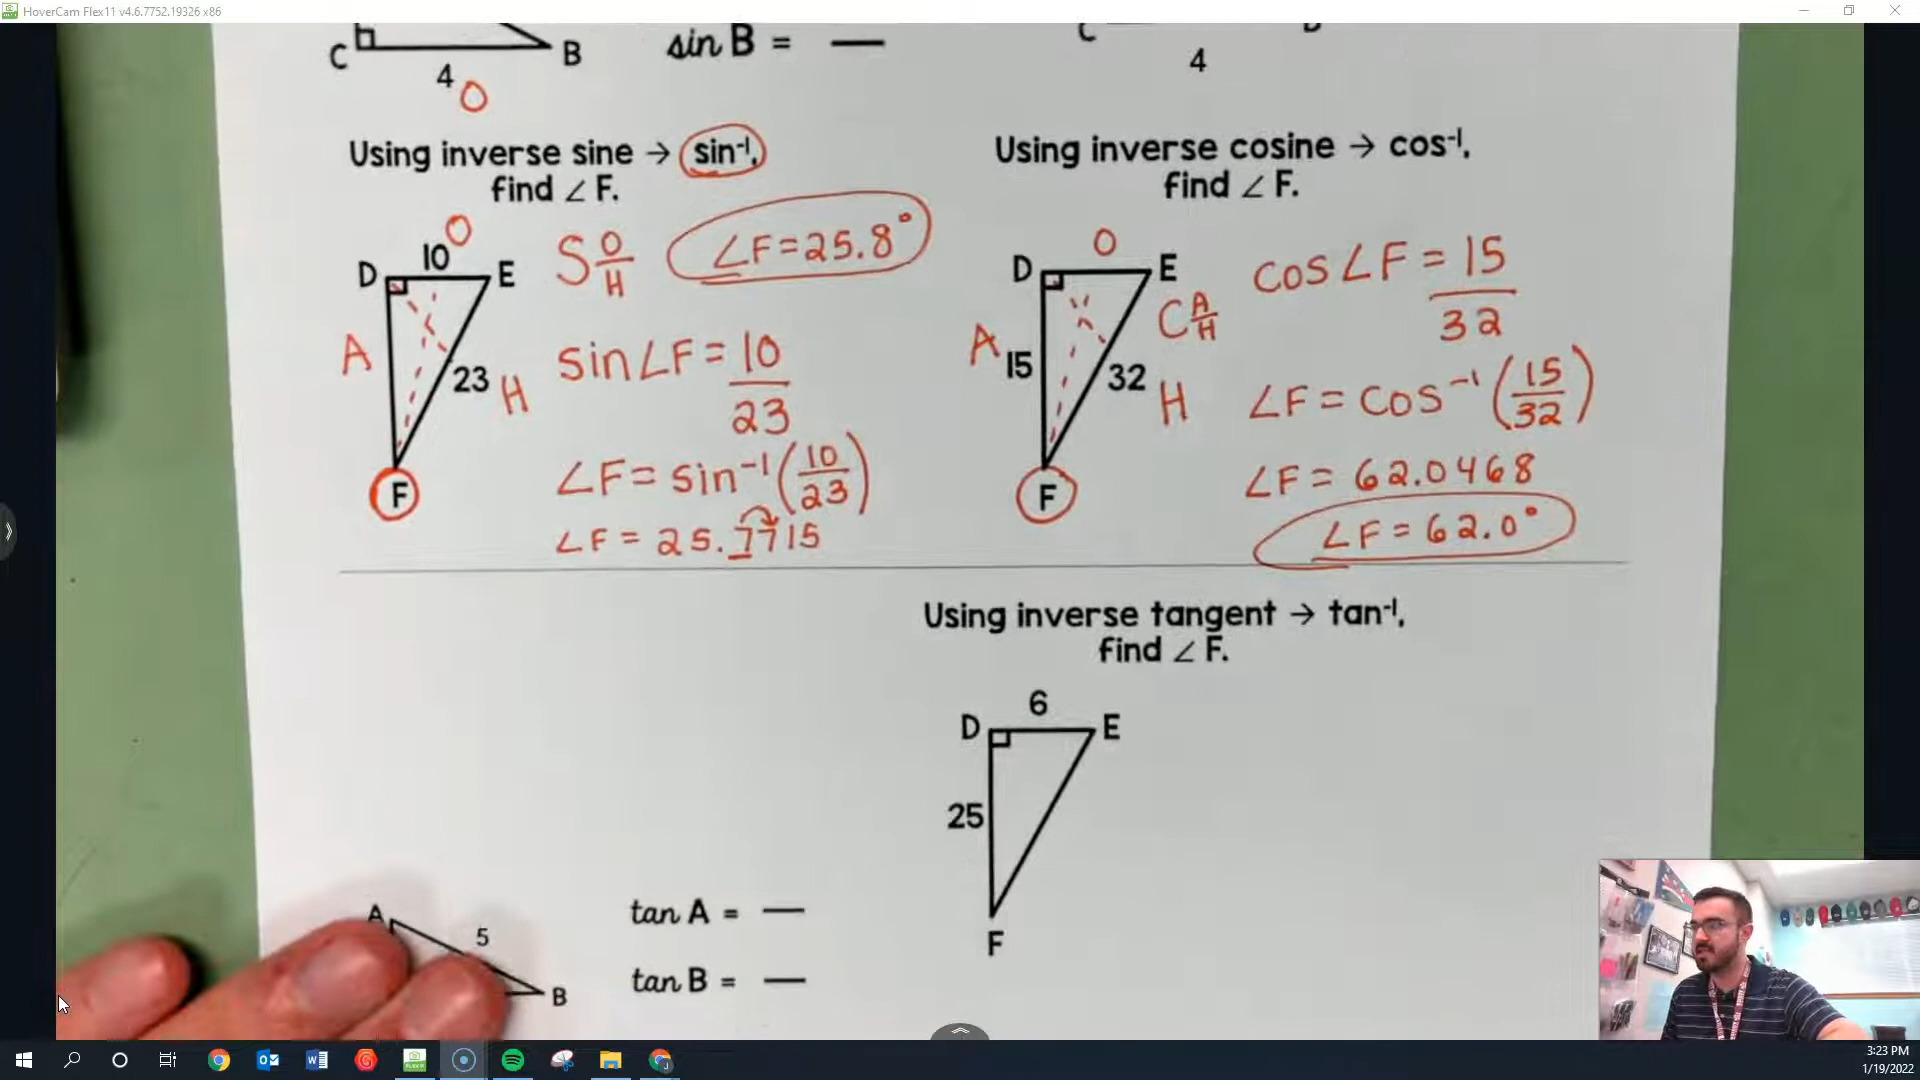 HoverCam Flex11 v4.6.7752.19326 x86
C
B
4
O
sin B = —
C
4
Using inverse sine → sin⁻¹,
find ∠ F.
10
O
D
E
A
23
H
F
S O/H
∠F = 25.8°
sin∠F = 10/23
∠F = sin⁻¹(10/23)
∠F = 25.7715
Using inverse cosine → cos⁻¹,
find ∠ F.
O
D
E
A
15
32
H
F
C A/H
cos∠F = 15/32
∠F = cos⁻¹(15/32)
∠F = 62.0468
∠F = 62.0°
Using inverse tangent → tan⁻¹,
find ∠ F.
6
D
E
25
F
A
5
B
tan A = —
tan B = —
3:23 PM
1/19/2022